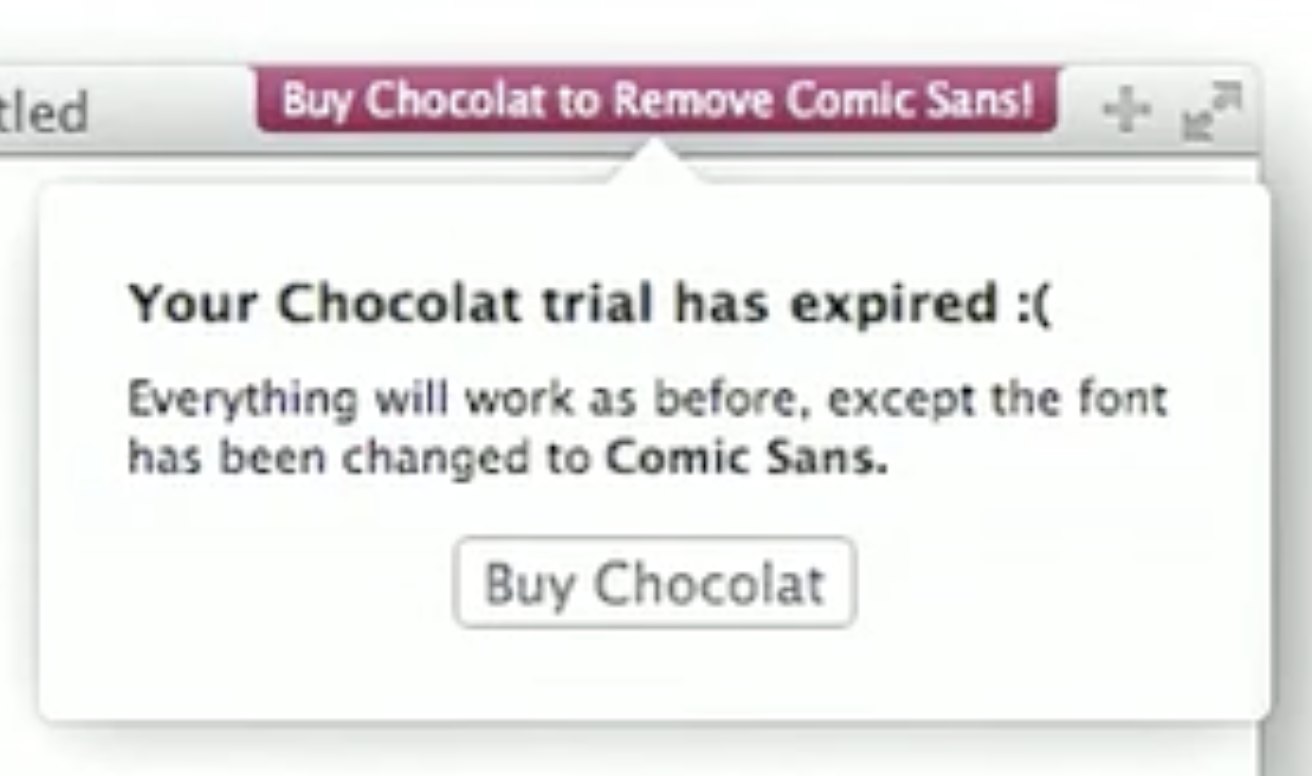 tled
Buy Chocolat to Remove Comic Sans!
Your Chocolat trial has expired :(
Everything will work as before, except the font
has been changed to Comic Sans.
Buy Chocolat